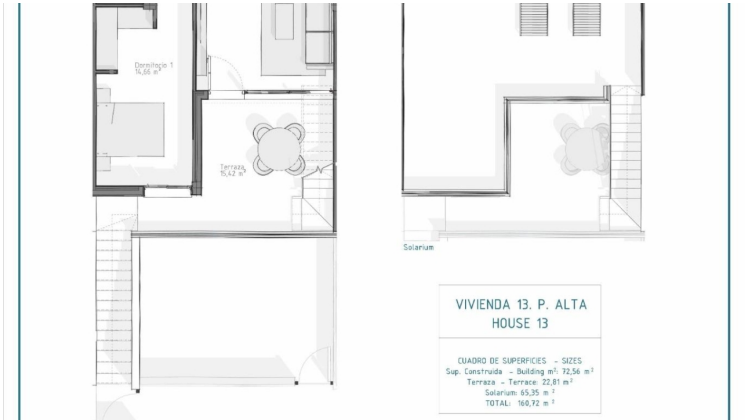 Dormitorio 1
14,66 m²
Terraza
15,42 m²
Solarium
VIVIENDA 13. P. ALTA
HOUSE 13
CUADRO DE SUPERFICIES - SIZES
Sup. Construida - Building m²: 72,56 m²
Terraza - Terrace: 22,81 m²
Solarium: 65,35 m²
TOTAL: 160,72 m²